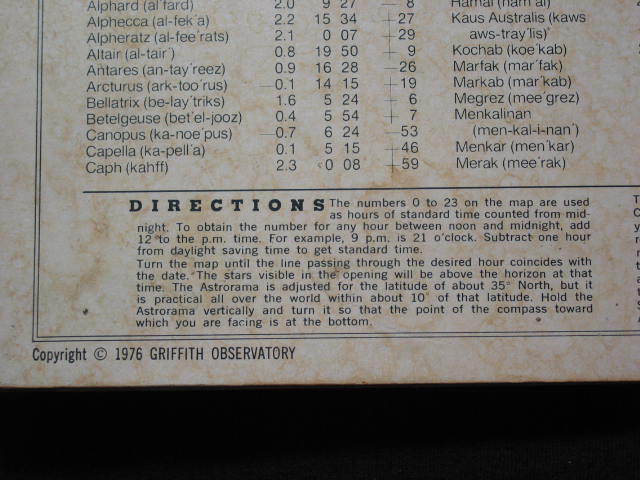 Alphard (al'fard) 2.0 9 27 – 8
Alphecca (al-fek'a) 2.2 15 34 +27
Alpheratz (al-fee'rats) 2.1 0 07 +29
Altair (al-tair') 0.8 19 50 + 9
Antares (an-tay'reez) 0.9 16 28 –26
Arcturus (ark-too'rus) –0.1 14 15 +19
Bellatrix (be-lay'triks) 1.6 5 24 + 6
Betelgeuse (bet'el-jooz) 0.4 5 54 + 7
Canopus (ka-noe'pus) –0.7 6 24 –53
Capella (ka-pell'a) 0.1 5 15 +46
Caph (kahff) 2.3 0 08 +59
Hamal (ham'al)
Kaus Australis (kaws
aws-tray'lis)
Kochab (koe'kab)
Marfak (mar'fak)
Markab (mar'kab)
Megrez (mee'grez)
Menkalinan
(men-kal-i-nan')
Menkar (men'kar)
Merak (mee'rak)
DIRECTIONS The numbers 0 to 23 on the map are used
as hours of standard time counted from mid-
night. To obtain the number for any hour between noon and midnight, add
12 to the p.m. time. For example, 9 p.m. is 21 o'clock. Subtract one hour
from daylight saving time to get standard time.
Turn the map until the line passing through the desired hour coincides with
the date. The stars visible in the opening will be above the horizon at that
time. The Astrorama is adjusted for the latitude of about 35° North, but it
is practical all over the world within about 10° of that latitude. Hold the
Astrorama vertically and turn it so that the point of the compass toward
which you are facing is at the bottom.
Copyright © 1976 GRIFFITH OBSERVATORY